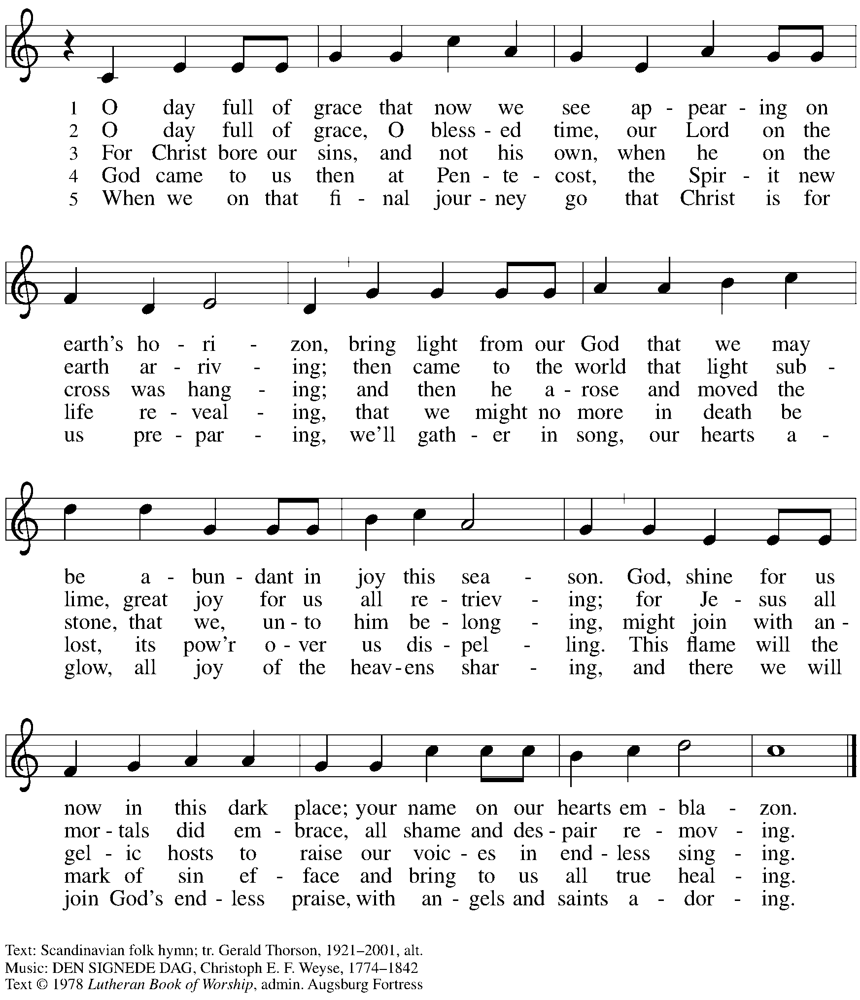 1 O day full of grace that now we see ap - pear - ing on
2 O day full of grace, O bless - ed time, our Lord on the
3 For Christ bore our sins, and not his own, when he on the
4 God came to us then at Pen - te - cost, the Spir - it new
5 When we on that fi - nal jour - ney go that Christ is for
earth's ho - ri - zon, bring light from our God that we may
earth ar - riv - ing; then came to the world that light sub -
cross was hang - ing; and then he a - rose and moved the
life re - veal - ing, that we might no more in death be
us pre - par - ing, we'll gath - er in song, our hearts a -
be a - bun - dant in joy this sea - son. God, shine for us
lime, great joy for us all re - triev - ing; for Je - sus all
stone, that we, un - to him be - long - ing, might join with an -
lost, its pow'r o - ver us dis - pel - ling. This flame will the
glow, all joy of the heav - ens shar - ing, and there we will
now in this dark place; your name on our hearts em - bla - zon.
mor - tals did em - brace, all shame and des - pair re - mov - ing.
gel - ic hosts to raise our voic - es in end - less sing - ing.
mark of sin ef - face and bring to us all true heal - ing.
join God's end - less praise, with an - gels and saints a - dor - ing.
Text: Scandinavian folk hymn; tr. Gerald Thorson, 1921–2001, alt.
Music: DEN SIGNEDE DAG, Christoph E. F. Weyse, 1774–1842
Text © 1978 Lutheran Book of Worship, admin. Augsburg Fortress